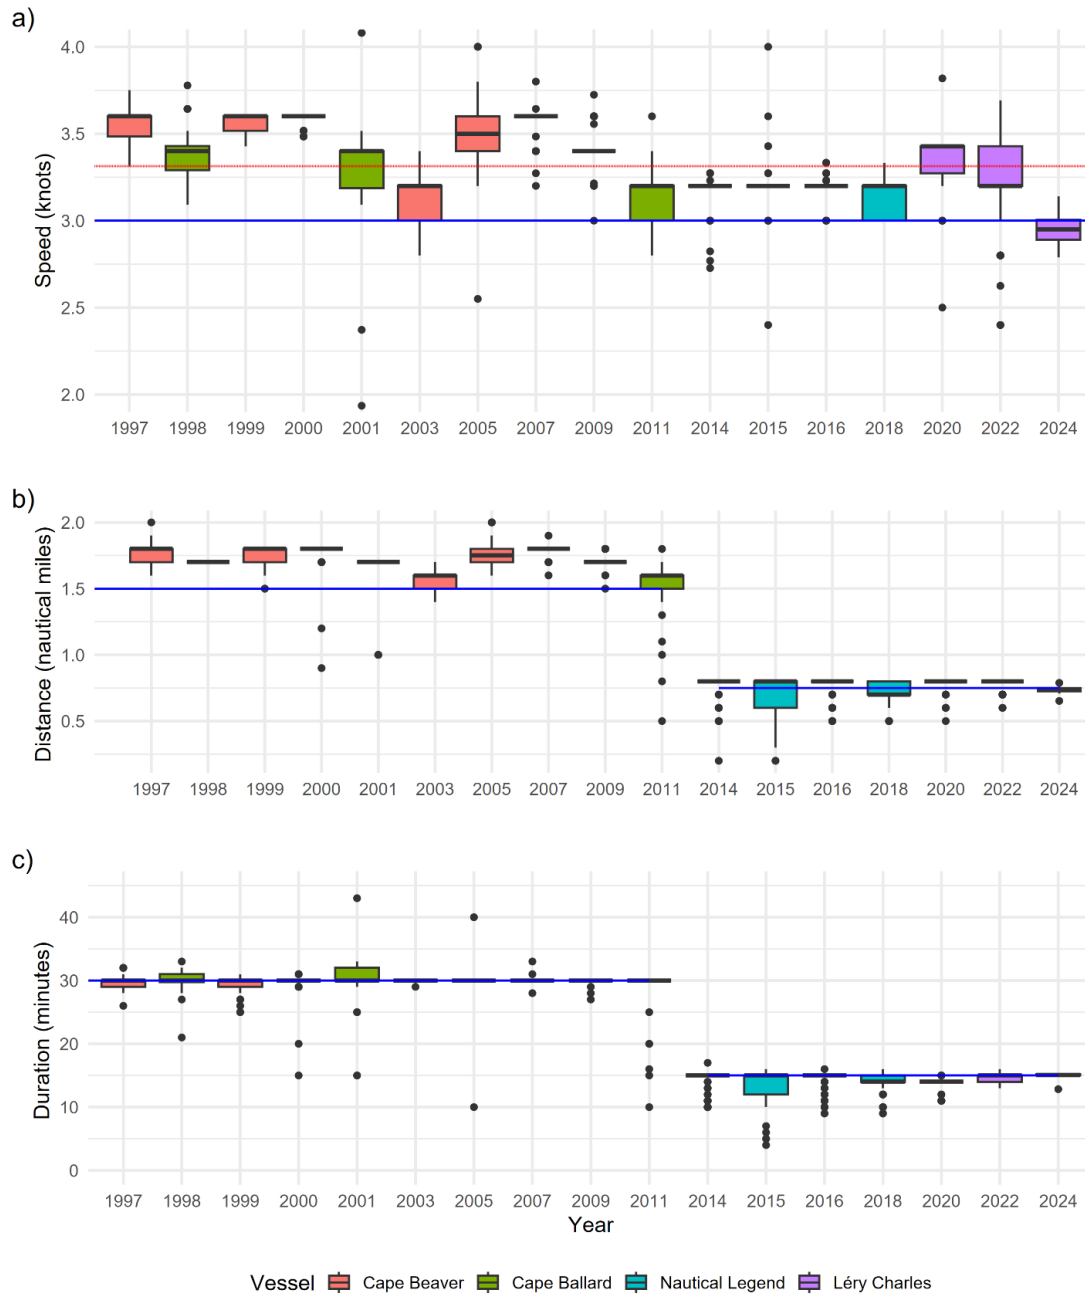 a)
4.0
3.5
3.0
2.5
2.0
Speed (knots)
1997 1998 1999 2000 2001 2003 2005 2007 2009 2011 2014 2015 2016 2018 2020 2022 2024
b)
2.0
1.5
1.0
0.5
Distance (nautical miles)
1997 1998 1999 2000 2001 2003 2005 2007 2009 2011 2014 2015 2016 2018 2020 2022 2024
c)
40
30
20
10
0
Duration (minutes)
1997 1998 1999 2000 2001 2003 2005 2007 2009 2011 2014 2015 2016 2018 2020 2022 2024
Year
Vessel Cape Beaver Cape Ballard Nautical Legend Léry Charles